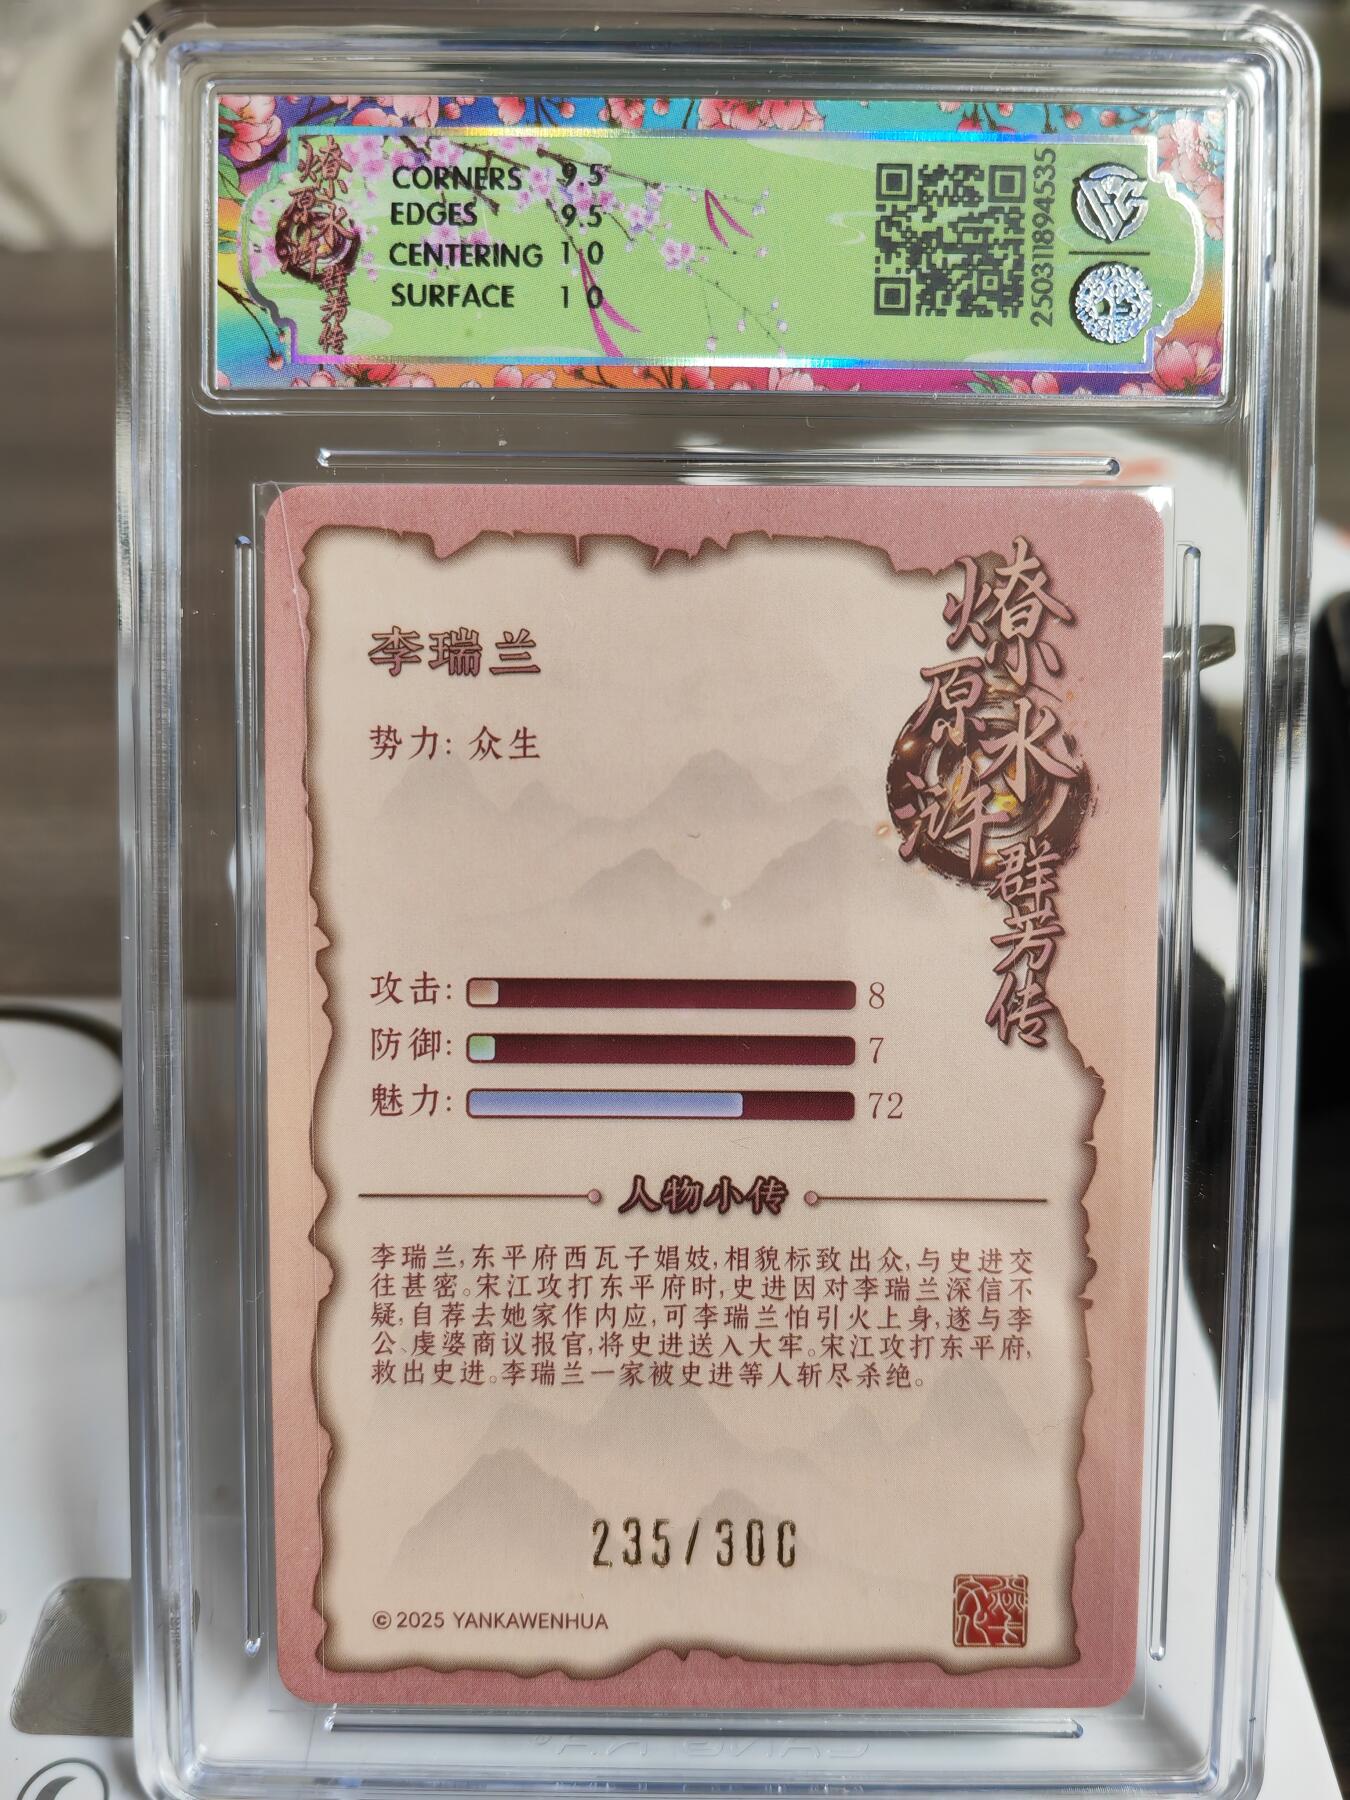 燎原水浒群芳传
CORNERS 9.5
EDGES 9.5
CENTERING 10
SURFACE 10
2503118945​35
燎原水浒群芳传
李瑞兰
势力: 众生
攻击: 8
防御: 7
魅力: 72
人物小传
李瑞兰,东平府西瓦子娼妓,相貌标致出众,与史进交
往甚密。宋江攻打东平府时,史进因对李瑞兰深信不
疑,自荐去她家作内应,可李瑞兰怕引火上身,遂与李
公、虔婆商议报官,将史进送入大牢。宋江攻打东平府,
救出史进。李瑞兰一家被史进等人斩尽杀绝。
235/300
© 2025 YANKAWENHUA